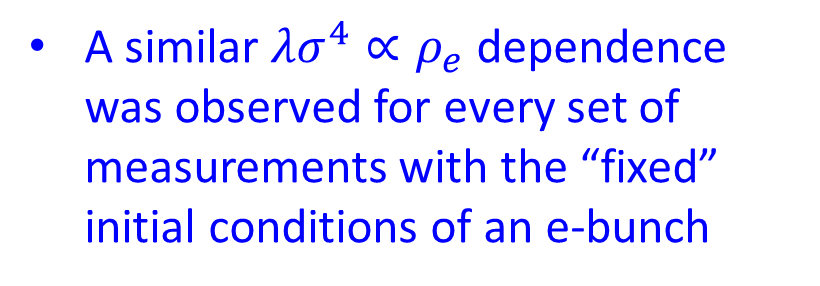 • A similar 𝜆𝜎⁴ ∝ 𝜌ₑ dependence
was observed for every set of
measurements with the “fixed”
initial conditions of an e-bunch